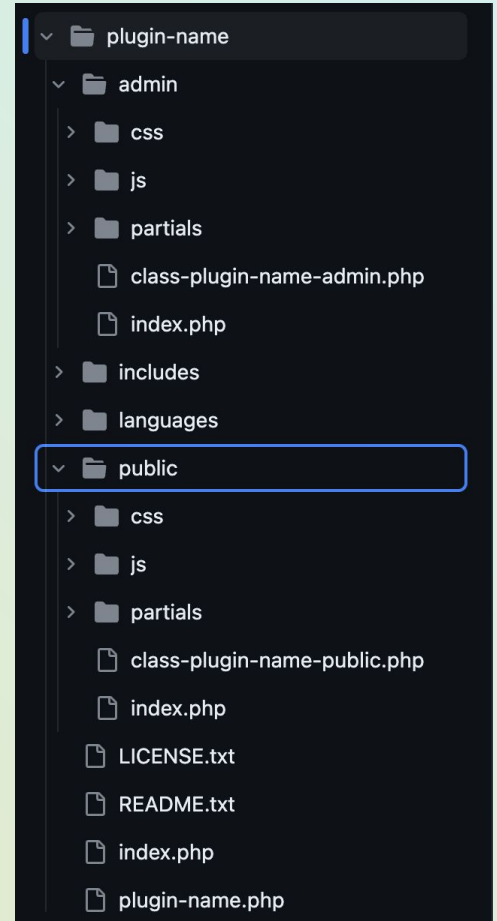 plugin-name
admin
css
js
partials
class-plugin-name-admin.php
index.php
includes
languages
public
css
js
partials
class-plugin-name-public.php
index.php
LICENSE.txt
README.txt
index.php
plugin-name.php